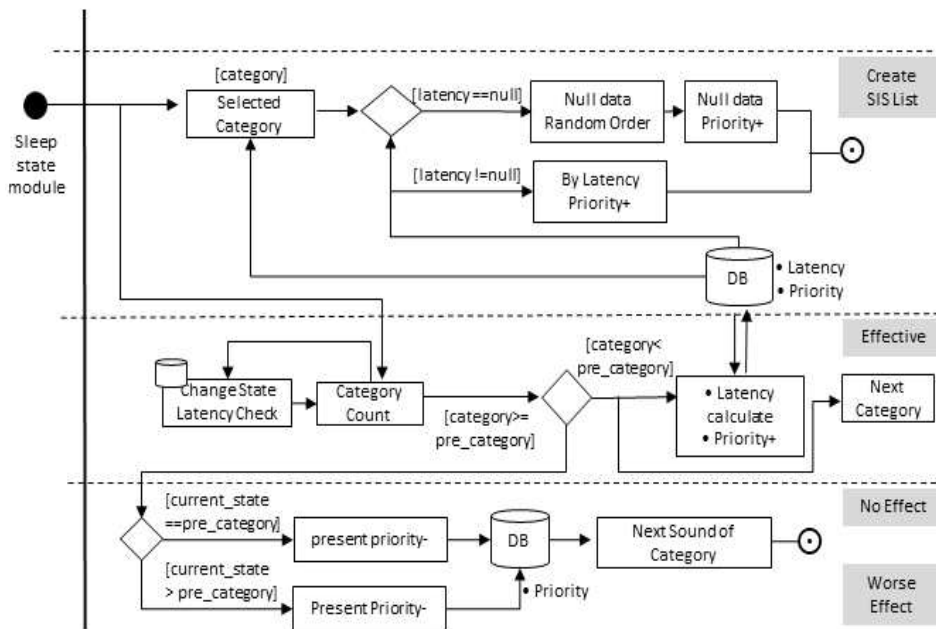 Create
SIS List
[category]
Selected
Category
[latency==null]
Null data
Random Order
Null data
Priority+
Sleep
state
module
[latency !=null]
By Latency
Priority+
DB
• Latency
• Priority
Effective
[category<
pre_category]
Change State
Latency Check
Category
Count
[category>=
pre_category]
• Latency
calculate
• Priority+
Next
Category
No Effect
[current_state
==pre_category]
present priority-
DB
Next Sound of
Category
[current_state
> pre_category]
Present Priority-
• Priority
Worse
Effect